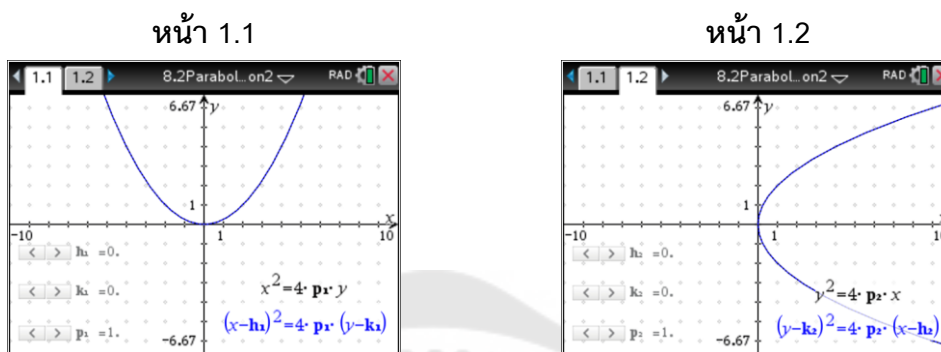 หน้า 1.1
1.1 1.2 8.2Parabol...on2 RAD
6.67 y
1
x
-10 1 10
h₁ =0.
k₁ =0.
p₁ =1.
x²=4· p₁· y
(x-h₁)²=4· p₁· (y-k₁)
-6.67
หน้า 1.2
1.1 1.2 8.2Parabol...on2 RAD
6.67 y
1
-10 1
h₂ =0.
k₂ =0.
p₂ =1.
y²=4· p₂· x
(y-k₂)²=4· p₂· (x-h₂)
-6.67